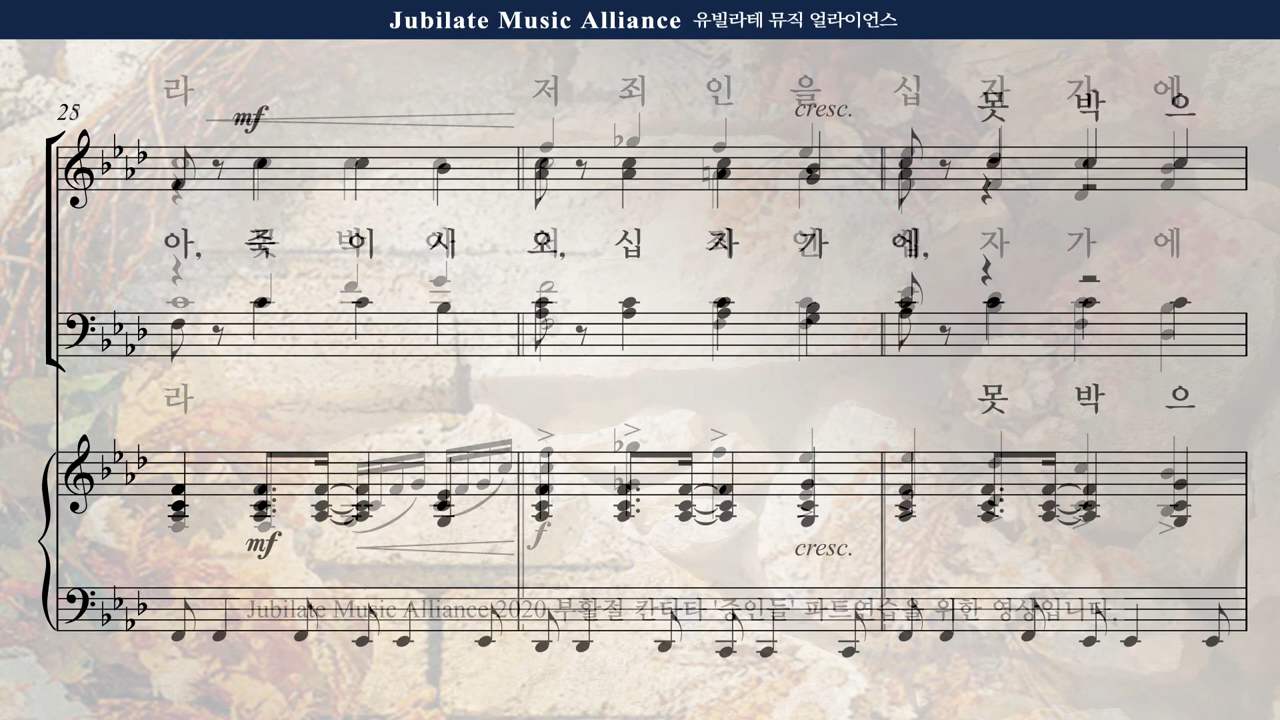 Jubilate Music Alliance 유빌라테 뮤직 얼라이언스
라 저 죄 인 을 십 자 가 에
못 박 으
28 mf cresc.
아, 죽 이 사 오, 십 자 가 에, 자 가 에
라 못 박 으
mf f cresc.
Jubilate Music Alliance 2020 부활절 칸타타 '증인들' 파트연습을 위한 영상입니다.